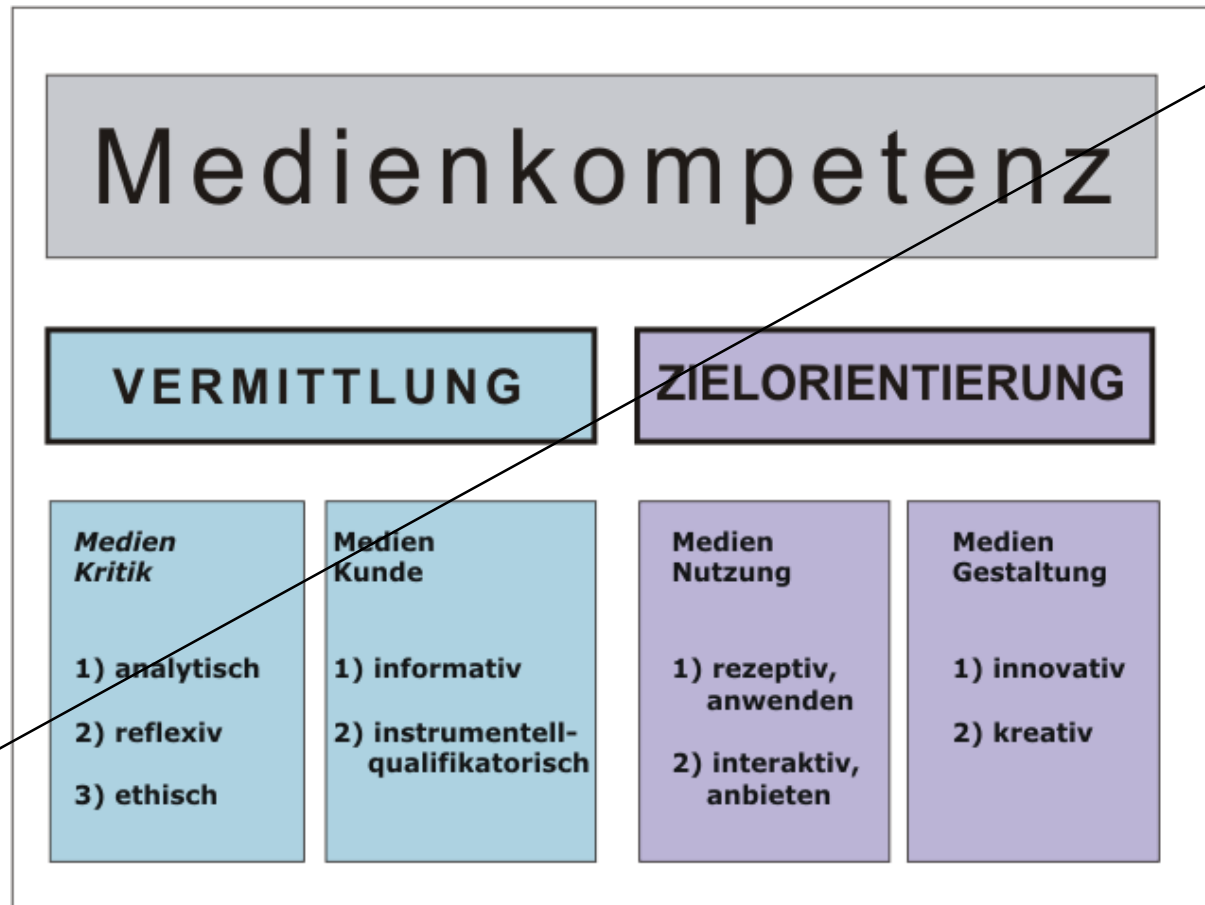 Medienkompetenz
VERMITTLUNG
ZIELORIENTIERUNG
Medien
Kritik
1) analytisch
2) reflexiv
3) ethisch
Medien
Kunde
1) informativ
2) instrumentell-
qualifikatorisch
Medien
Nutzung
1) rezeptiv,
anwenden
2) interaktiv,
anbieten
Medien
Gestaltung
1) innovativ
2) kreativ